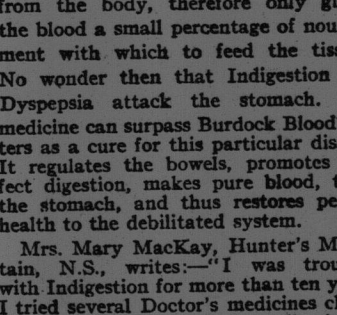 from the body, therefore only
the blood a small percentage of nou
ment with which to feed the tis
No wonder then that Indigestion
Dyspepsia attack the stomach.
medicine can surpass Burdock Blood
ters as a cure for this particular dis
It regulates the bowels, promotes
fect digestion, makes pure blood, t
the stomach, and thus restores pe
health to the debilitated system.
Mrs. Mary MacKay, Hunter's M
tain, N.S., writes:—"I was trou
with Indigestion for more than ten y
I tried several Doctor's medicines cl